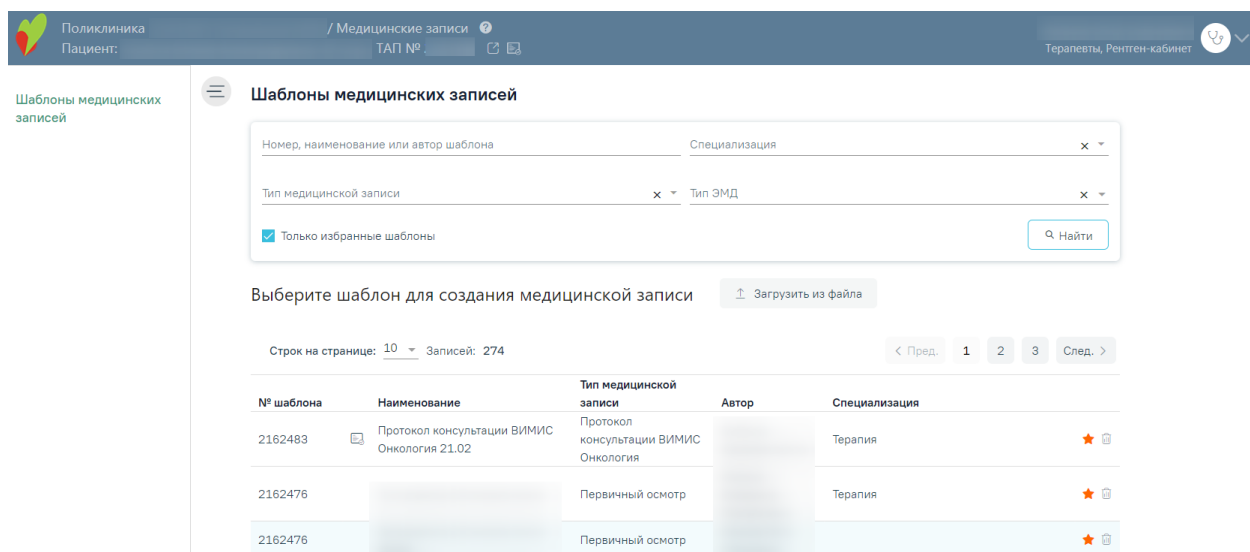 Поликлиника / Медицинские записи ?
Пациент: ТАП № .
Терапевты, Рентген-кабинет
Шаблоны медицинских
записей
Шаблоны медицинских записей
Номер, наименование или автор шаблона Специализация
Тип медицинской записи Тип ЭМД
Только избранные шаблоны Найти
Выберите шаблон для создания медицинской записи Загрузить из файла
Строк на странице: 10 Записей: 274 < Пред. 1 2 3 След. >
№ шаблона Наименование Тип медицинской записи Автор Специализация
2162483 Протокол консультации ВИМИС Онкология 21.02 Протокол консультации ВИМИС Онкология Терапия
2162476 Первичный осмотр Терапия
2162476 Первичный осмотр